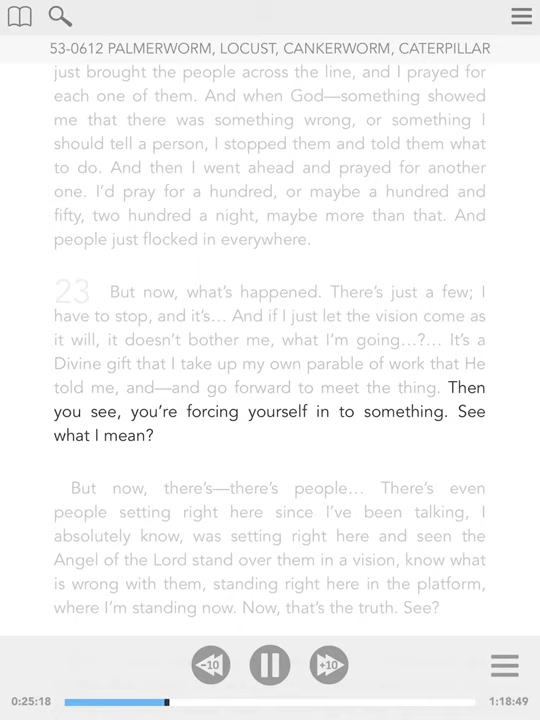 53-0612 PALMERWORM, LOCUST, CANKERWORM, CATERPILLAR
just brought the people across the line, and I prayed for
each one of them. And when God—something showed
me that there was something wrong, or something I
should tell a person, I stopped them and told them what
to do. And then I went ahead and prayed for another
one. I'd pray for a hundred, or maybe a hundred and
fifty, two hundred a night, maybe more than that. And
people just flocked in everywhere.
23 But now, what's happened. There's just a few; I
have to stop, and it's… And if I just let the vision come as
it will, it doesn't bother me, what I'm going…?… It's a
Divine gift that I take up my own parable of work that He
told me, and—and go forward to meet the thing. Then
you see, you're forcing yourself in to something. See
what I mean?
But now, there's—there's people… There's even
people setting right here since I've been talking, I
absolutely know, was setting right here and seen the
Angel of the Lord stand over them in a vision, know what
is wrong with them, standing right here in the platform,
where I'm standing now. Now, that's the truth. See?
-10
+10
0:25:18
1:18:49